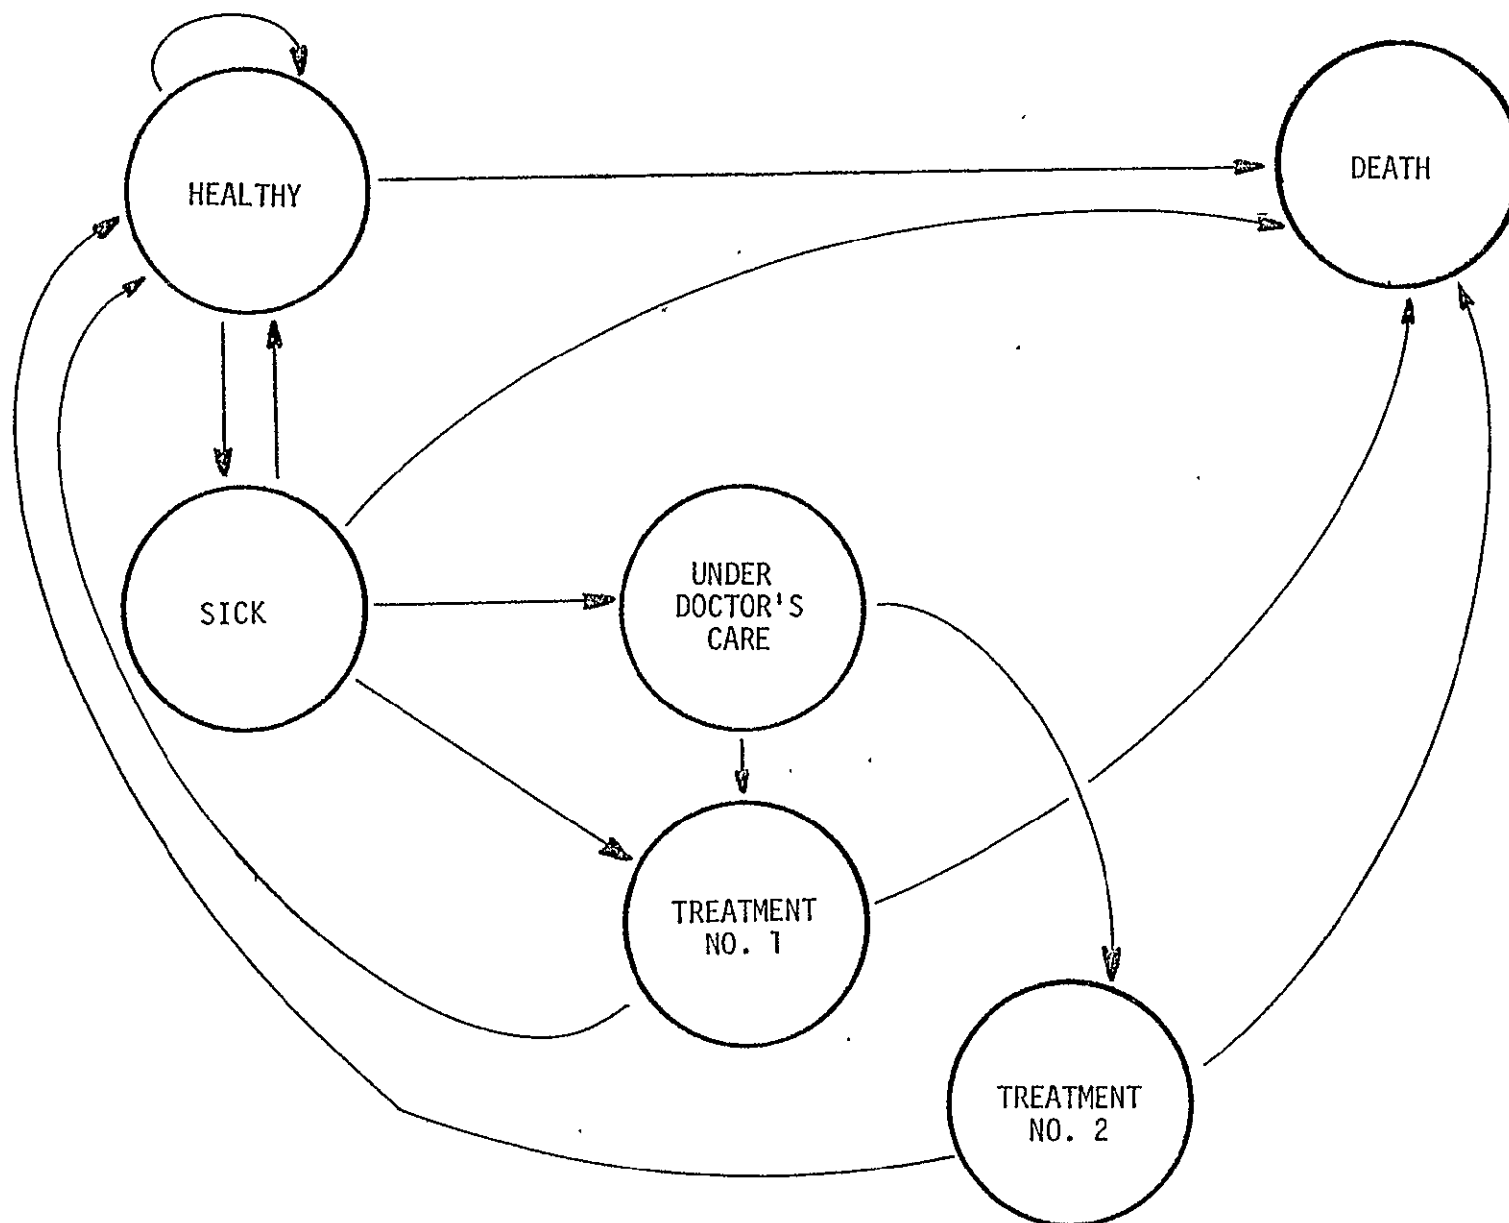 HEALTHY
DEATH
SICK
UNDER
DOCTOR'S
CARE
TREATMENT
NO. 1
TREATMENT
NO. 2